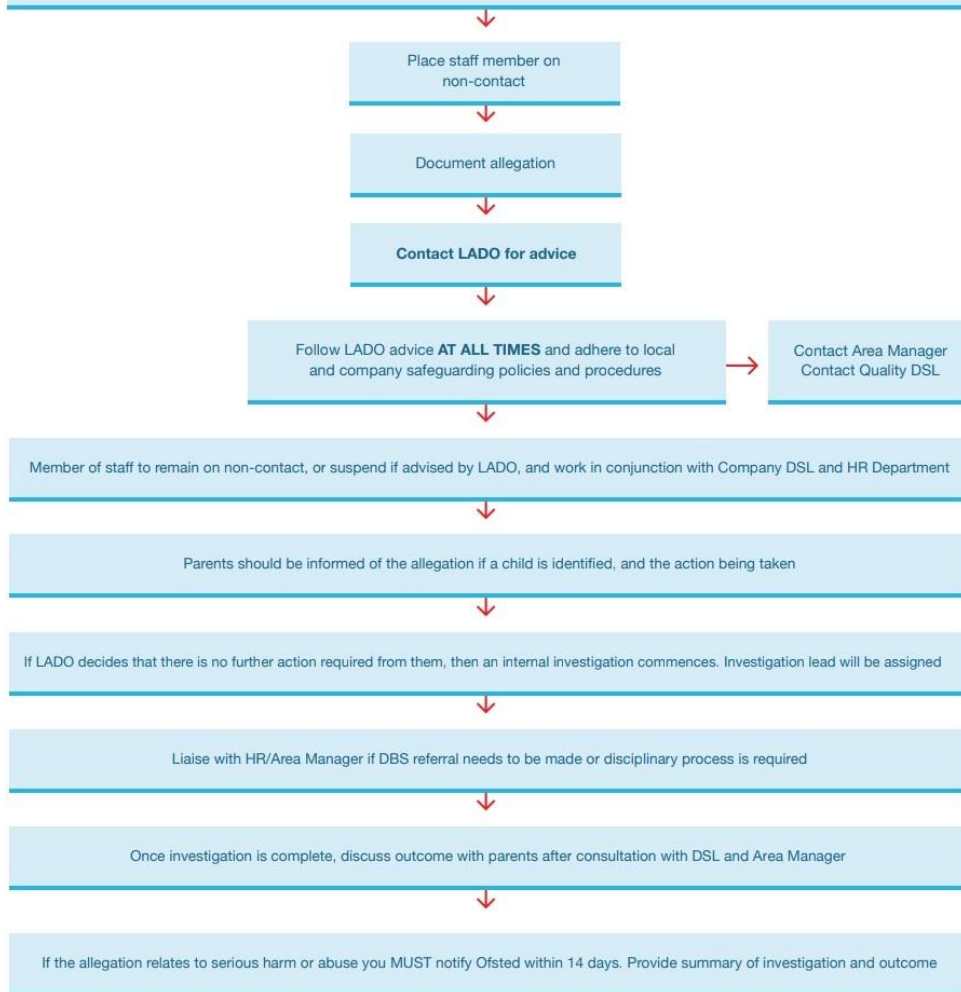 Place staff member on
non-contact
Document allegation
Contact LADO for advice
Follow LADO advice AT ALL TIMES and adhere to local
and company safeguarding policies and procedures
Contact Area Manager
Contact Quality DSL
Member of staff to remain on non-contact, or suspend if advised by LADO, and work in conjunction with Company DSL and HR Department
Parents should be informed of the allegation if a child is identified, and the action being taken
If LADO decides that there is no further action required from them, then an internal investigation commences. Investigation lead will be assigned
Liaise with HR/Area Manager if DBS referral needs to be made or disciplinary process is required
Once investigation is complete, discuss outcome with parents after consultation with DSL and Area Manager
If the allegation relates to serious harm or abuse you MUST notify Ofsted within 14 days. Provide summary of investigation and outcome